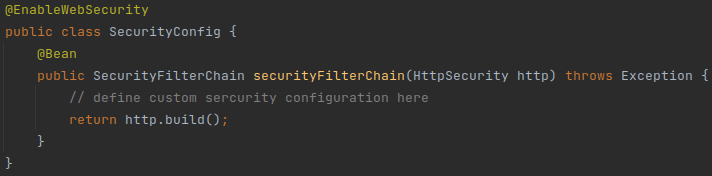 @EnableWebSecurity
public class SecurityConfig {
    @Bean
    public SecurityFilterChain securityFilterChain(HttpSecurity http) throws Exception {
        // define custom sercurity configuration here
        return http.build();
    }
}